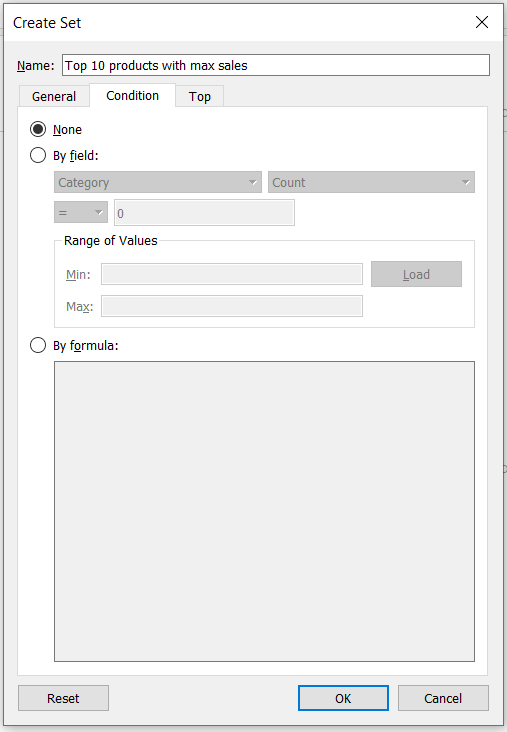 Create Set
Name: Top 10 products with max sales
General Condition Top
None
By field:
Category Count
= 0
Range of Values
Min: Load
Max:
By formula:
Reset OK Cancel